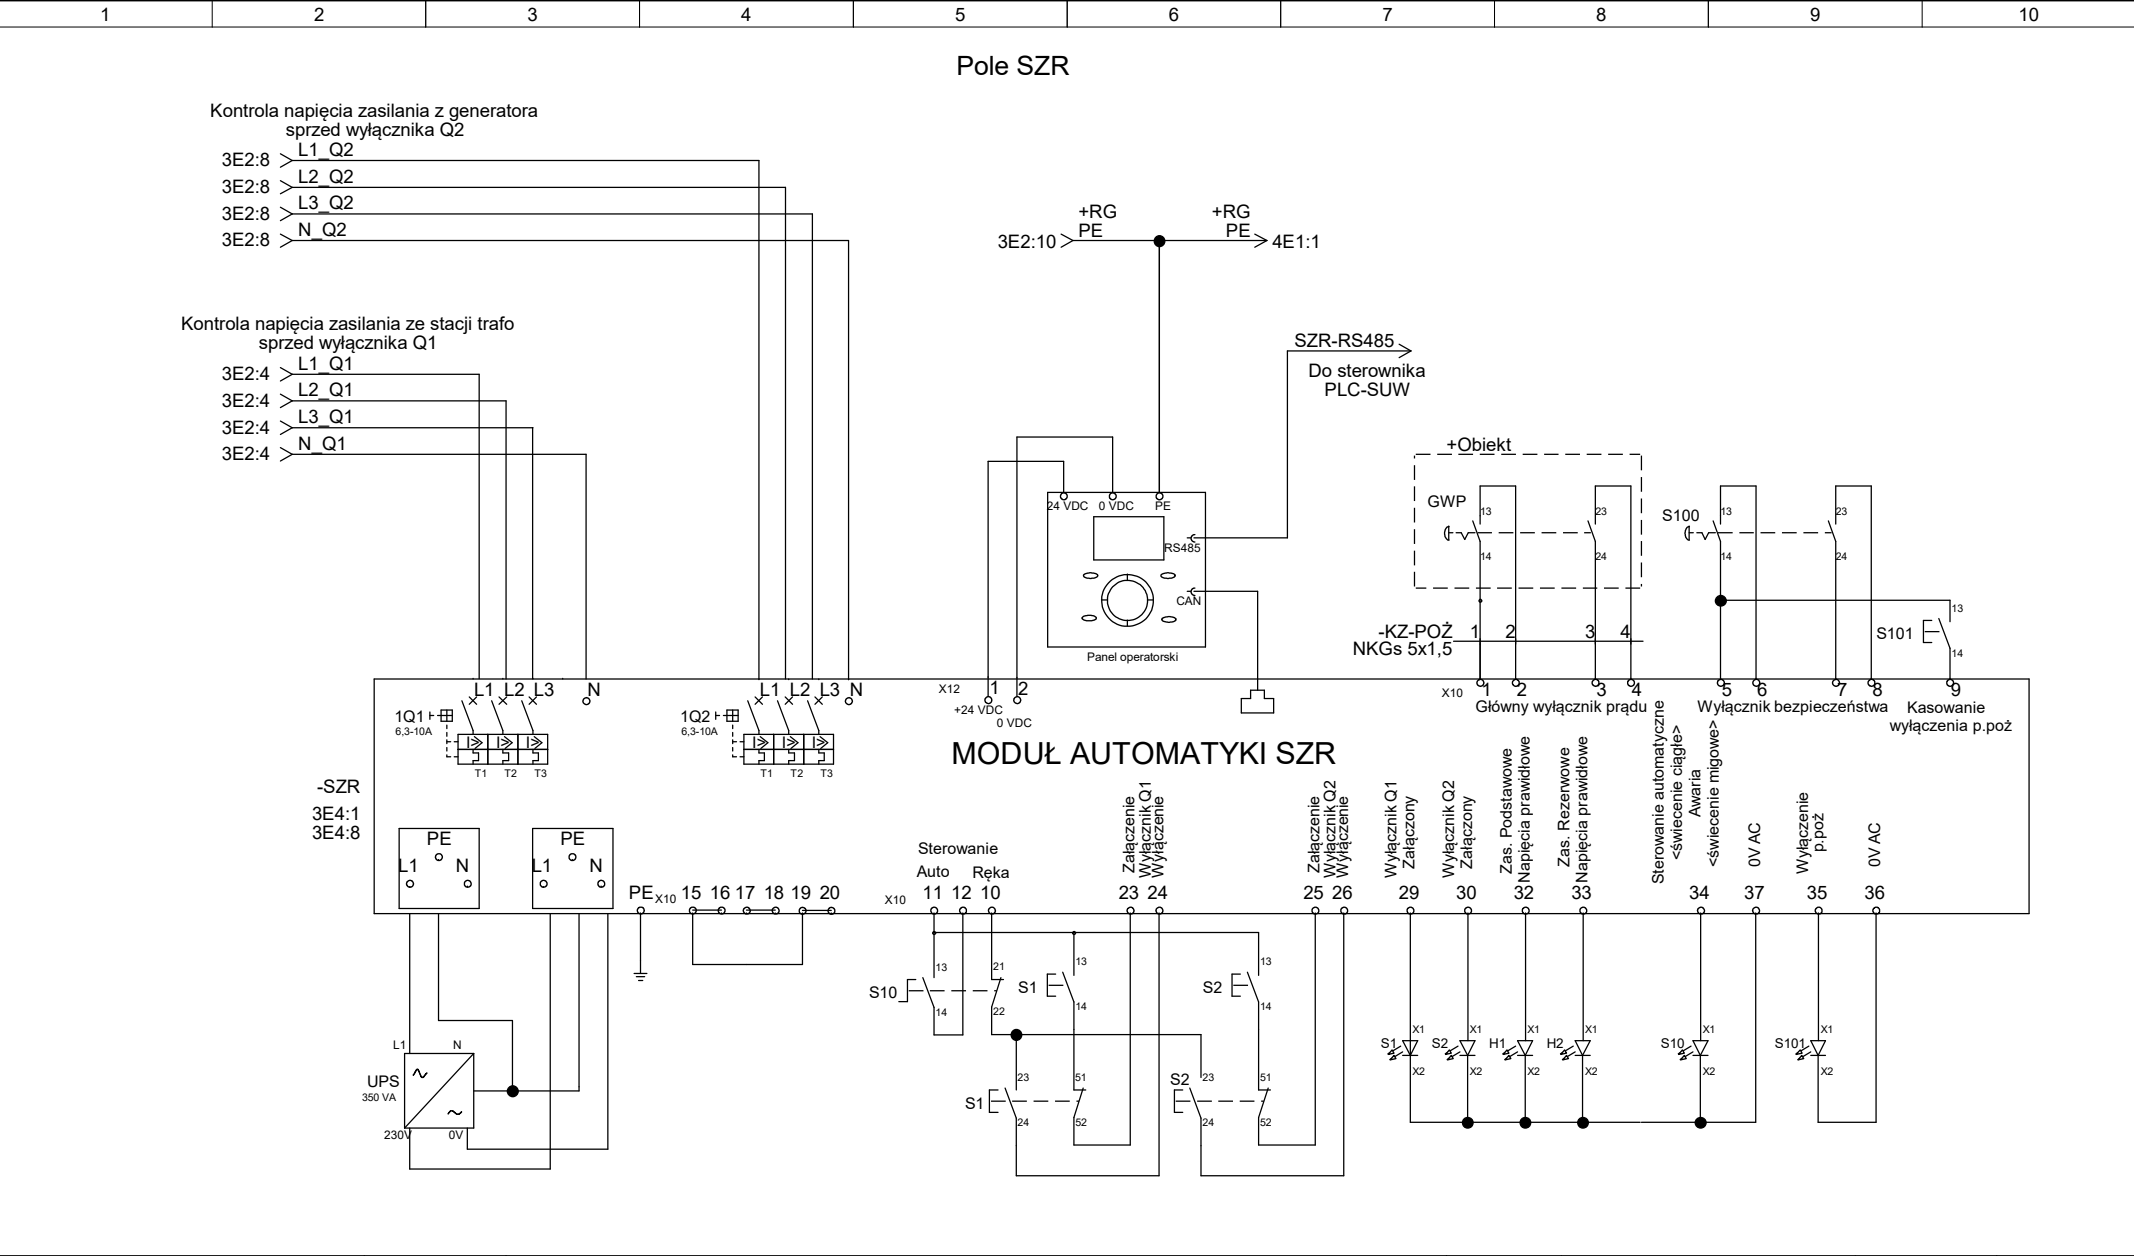 1 2 3 4 5 6 7 8 9 10
Pole SZR
Kontrola napięcia zasilania z generatora
sprzed wyłącznika Q2
3E2:8 L1_Q2
3E2:8 L2_Q2
3E2:8 L3_Q2
3E2:8 N_Q2
+RG +RG
3E2:10 PE PE 4E1:1
Kontrola napięcia zasilania ze stacji trafo
sprzed wyłącznika Q1
3E2:4 L1_Q1
3E2:4 L2_Q1
3E2:4 L3_Q1
3E2:4 N_Q1
SZR-RS485
Do sterownika
PLC-SUW
24 VDC 0 VDC PE
RS485
CAN
Panel operatorski
+Obiekt
GWP
13 23
14 24
-KZ-POŻ 1 2 3 4
NKGs 5x1,5
S100
13 23
14 24
S101
13
14
L1 L2 L3 N
1Q1
6,3-10A
T1 T2 T3
L1 L2 L3 N
1Q2
6,3-10A
T1 T2 T3
X12 1 2
+24 VDC
0 VDC
X10 1 2 3 4 5 6 7 8 9
Główny wyłącznik prądu
Wyłącznik bezpieczeństwa
Kasowanie
wyłączenia p.poż
MODUŁ AUTOMATYKI SZR
-SZR
3E4:1
3E4:8
PE
L1 N
PE
L1 N
PE X10 15 16 17 18 19 20
Sterowanie
Auto Ręka
X10 11 12 10
Załączenie
Wyłącznik Q1
Wyłączenie
23 24
Załączenie
Wyłącznik Q2
Wyłączenie
25 26
Wyłącznik Q1
Załączony
29
Wyłącznik Q2
Załączony
30
Zas. Podstawowe
Napięcia prawidłowe
32
Zas. Rezerwowe
Napięcia prawidłowe
33
Sterowanie automatyczne
<świecenie ciągłe>
Awaria
<świecenie migowe>
34
0V AC
37
Wyłączenie
p.poż
35
0V AC
36
S10
13 21
14 22
S1
13
14
S2
13
14
S1
23 51
24 52
S2
23 51
24 52
L1 N
UPS
350 VA
230V 0V
S1 X1 X2
S2 X1 X2
H1 X1 X2
H2 X1 X2
S10 X1 X2
S101 X1 X2